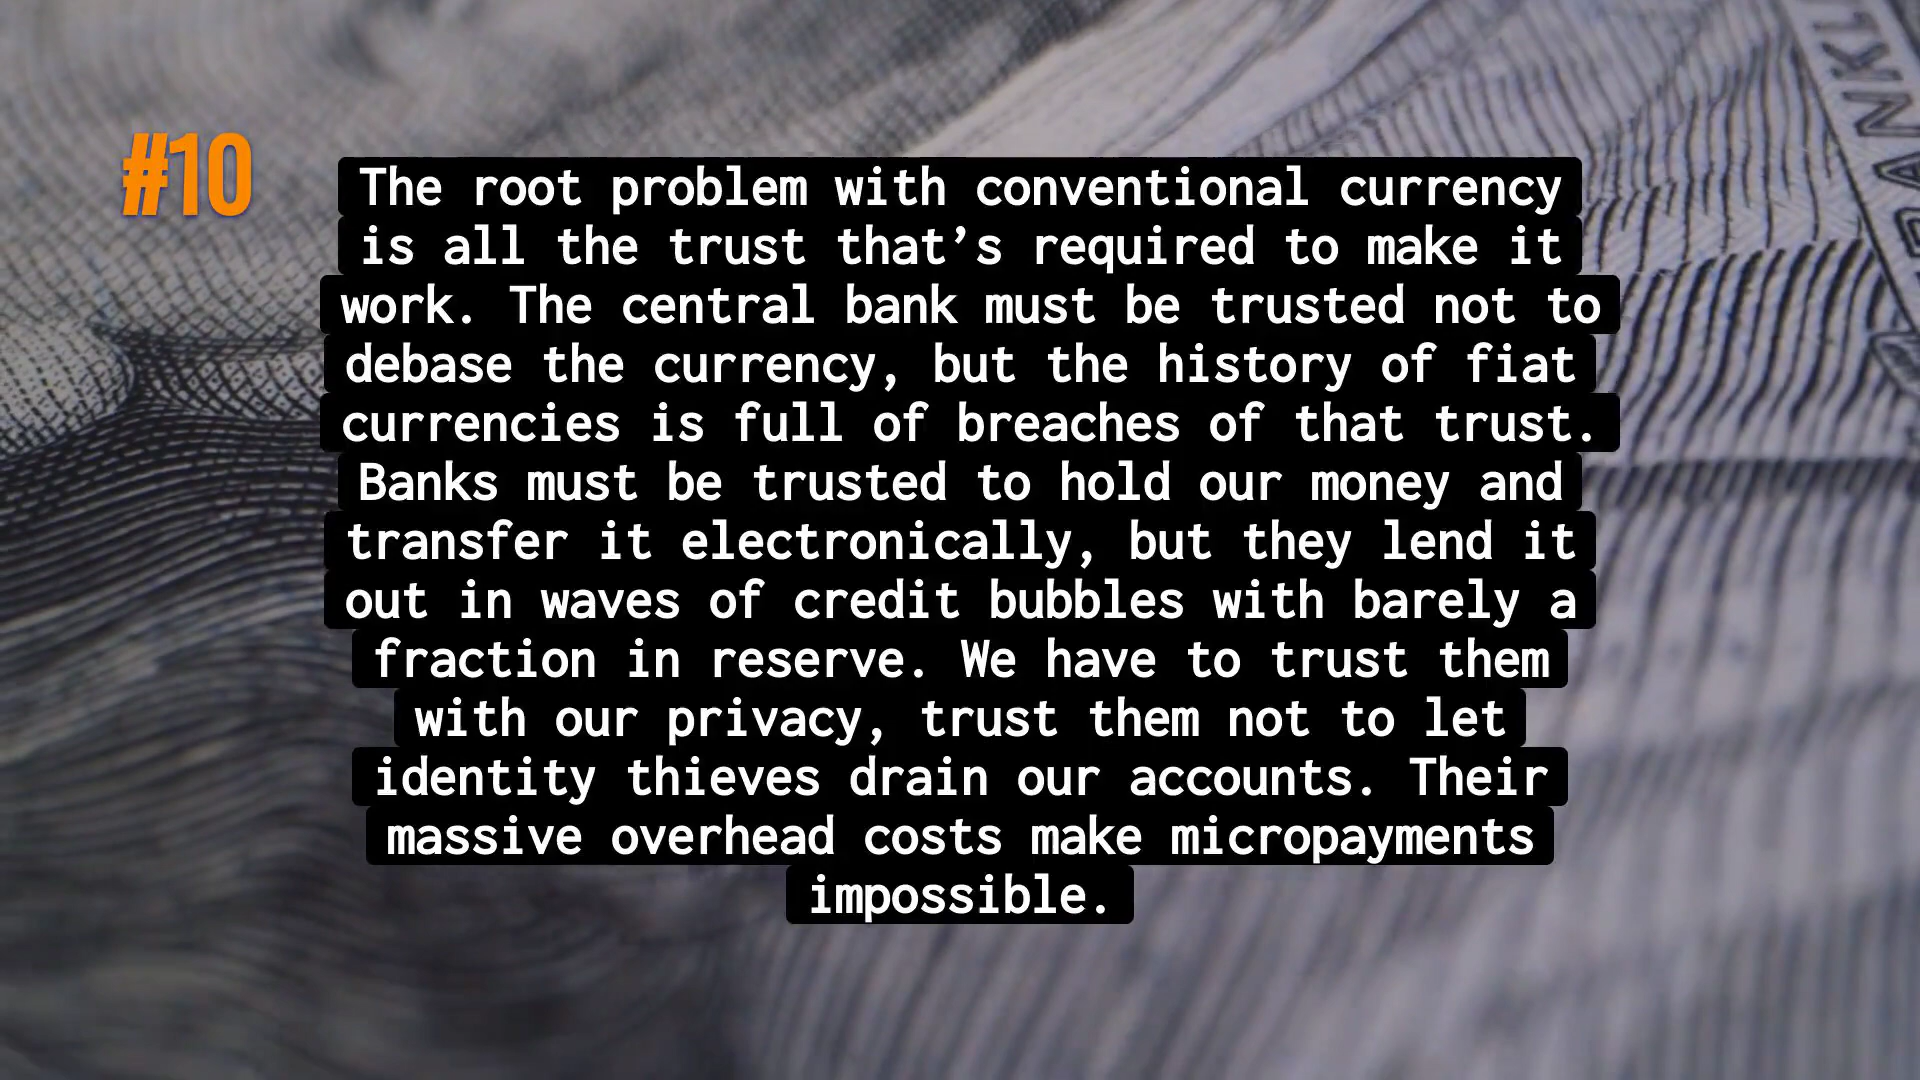 #10
The root problem with conventional currency
is all the trust that’s required to make it
work. The central bank must be trusted not to
debase the currency, but the history of fiat
currencies is full of breaches of that trust.
Banks must be trusted to hold our money and
transfer it electronically, but they lend it
out in waves of credit bubbles with barely a
fraction in reserve. We have to trust them
with our privacy, trust them not to let
identity thieves drain our accounts. Their
massive overhead costs make micropayments
impossible.